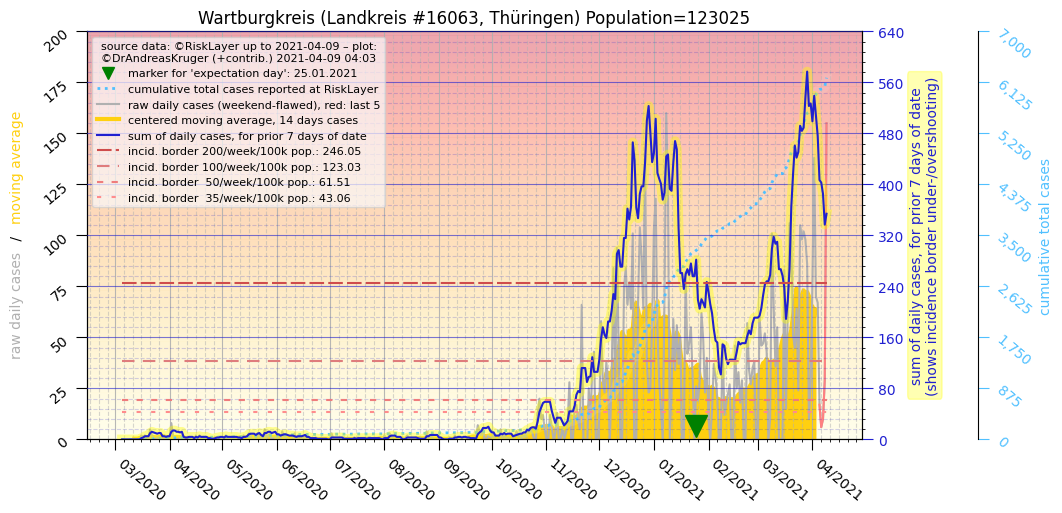 Wartburgkreis (Landkreis #16063, Thüringen) Population=123025
source data: ©RiskLayer up to 2021-04-09 – plot:
©DrAndreasKruger (+contrib.) 2021-04-09 04:03
marker for 'expectation day': 25.01.2021
cumulative total cases reported at RiskLayer
raw daily cases (weekend-flawed), red: last 5
centered moving average, 14 days cases
sum of daily cases, for prior 7 days of date
incid. border 200/week/100k pop.: 246.05
incid. border 100/week/100k pop.: 123.03
incid. border  50/week/100k pop.: 61.51
incid. border  35/week/100k pop.: 43.06
raw daily cases / moving average
200
175
150
125
100
75
50
25
0
03/2020
04/2020
05/2020
06/2020
07/2020
08/2020
09/2020
10/2020
11/2020
12/2020
01/2021
02/2021
03/2021
04/2021
640
560
480
400
320
240
160
80
0
sum of daily cases, for prior 7 days of date
(shows incidence border under-/overshooting)
7,000
6,125
5,250
4,375
3,500
2,625
1,750
875
0
cumulative total cases